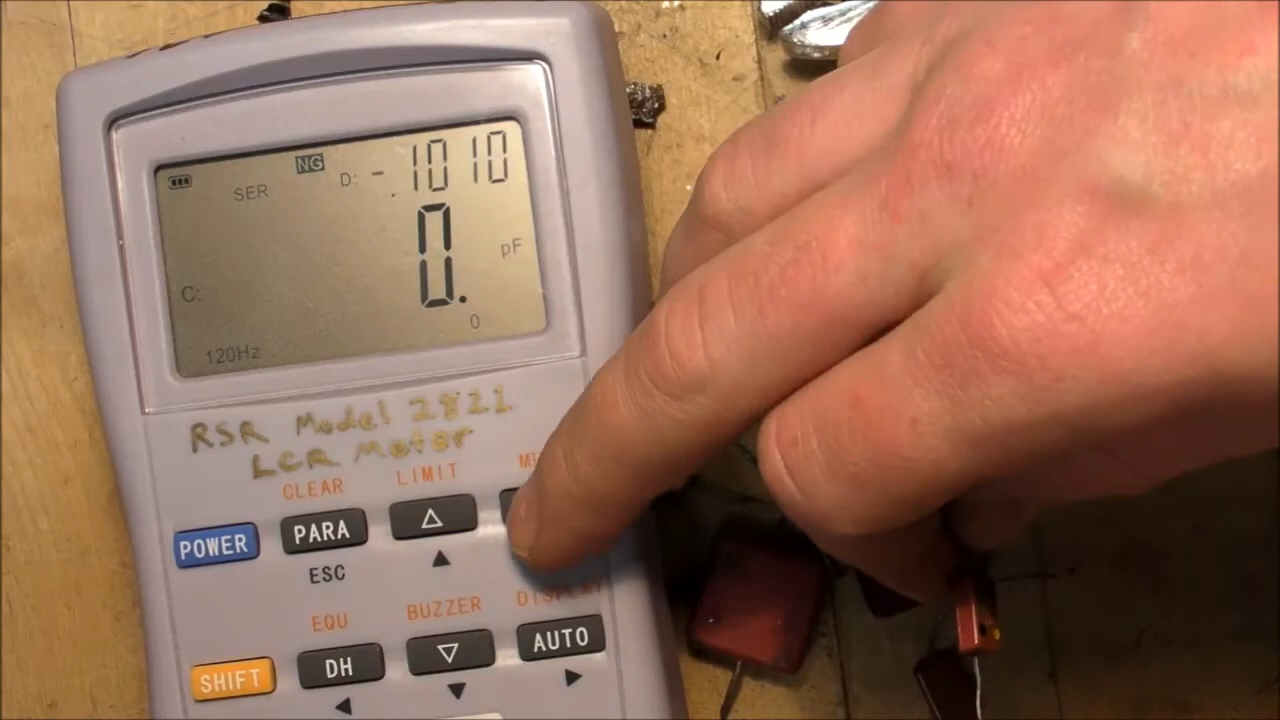 NG
SER D: -.1010
0. pF
C:
0
120Hz
RSR Model 2821
LCR Meter
CLEAR LIMIT
POWER PARA △
ESC ▲
EQU BUZZER DISPLAY
SHIFT DH ▽ AUTO
◀ ▼ ▶